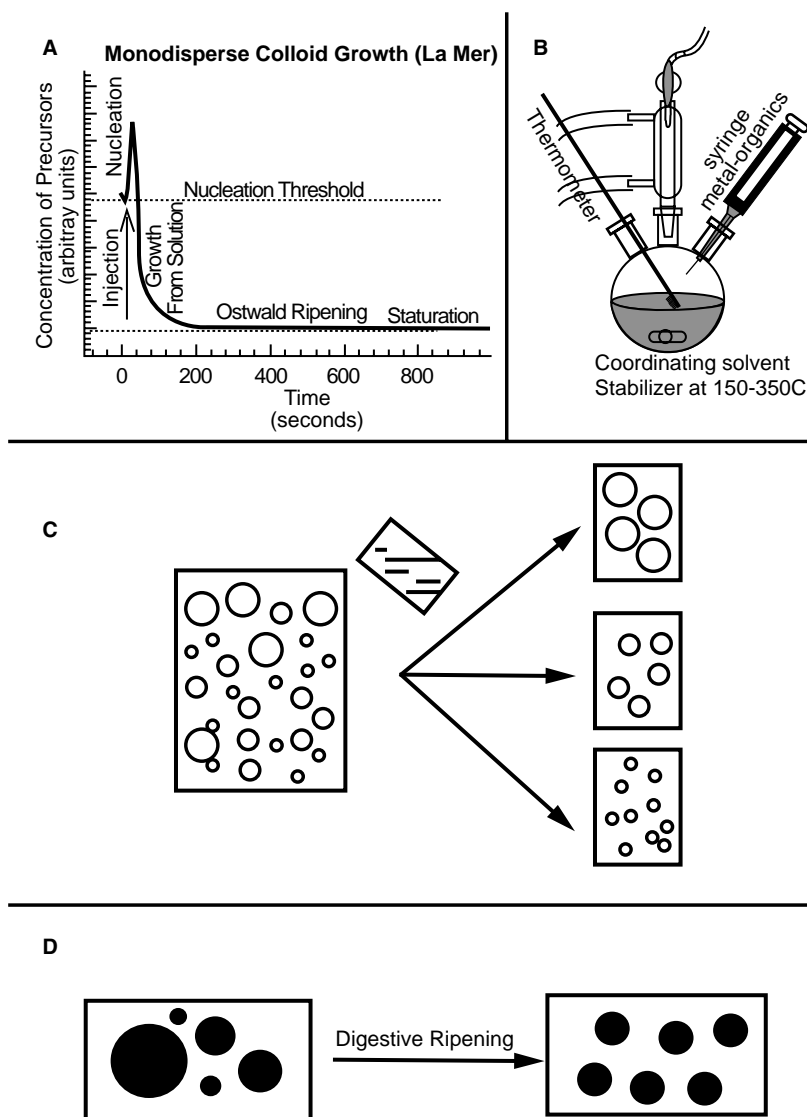 A
Monodisperse Colloid Growth (La Mer)
Concentration of Precursors
(arbitray units)
Nucleation
Injection
Growth
From Solution
Nucleation Threshold
Ostwald Ripening
Staturation
0
200
400
600
800
Time
(seconds)
B
Thermometer
syringe
metal-organics
Coordinating solvent
Stabilizer at 150-350C
C
D
Digestive Ripening